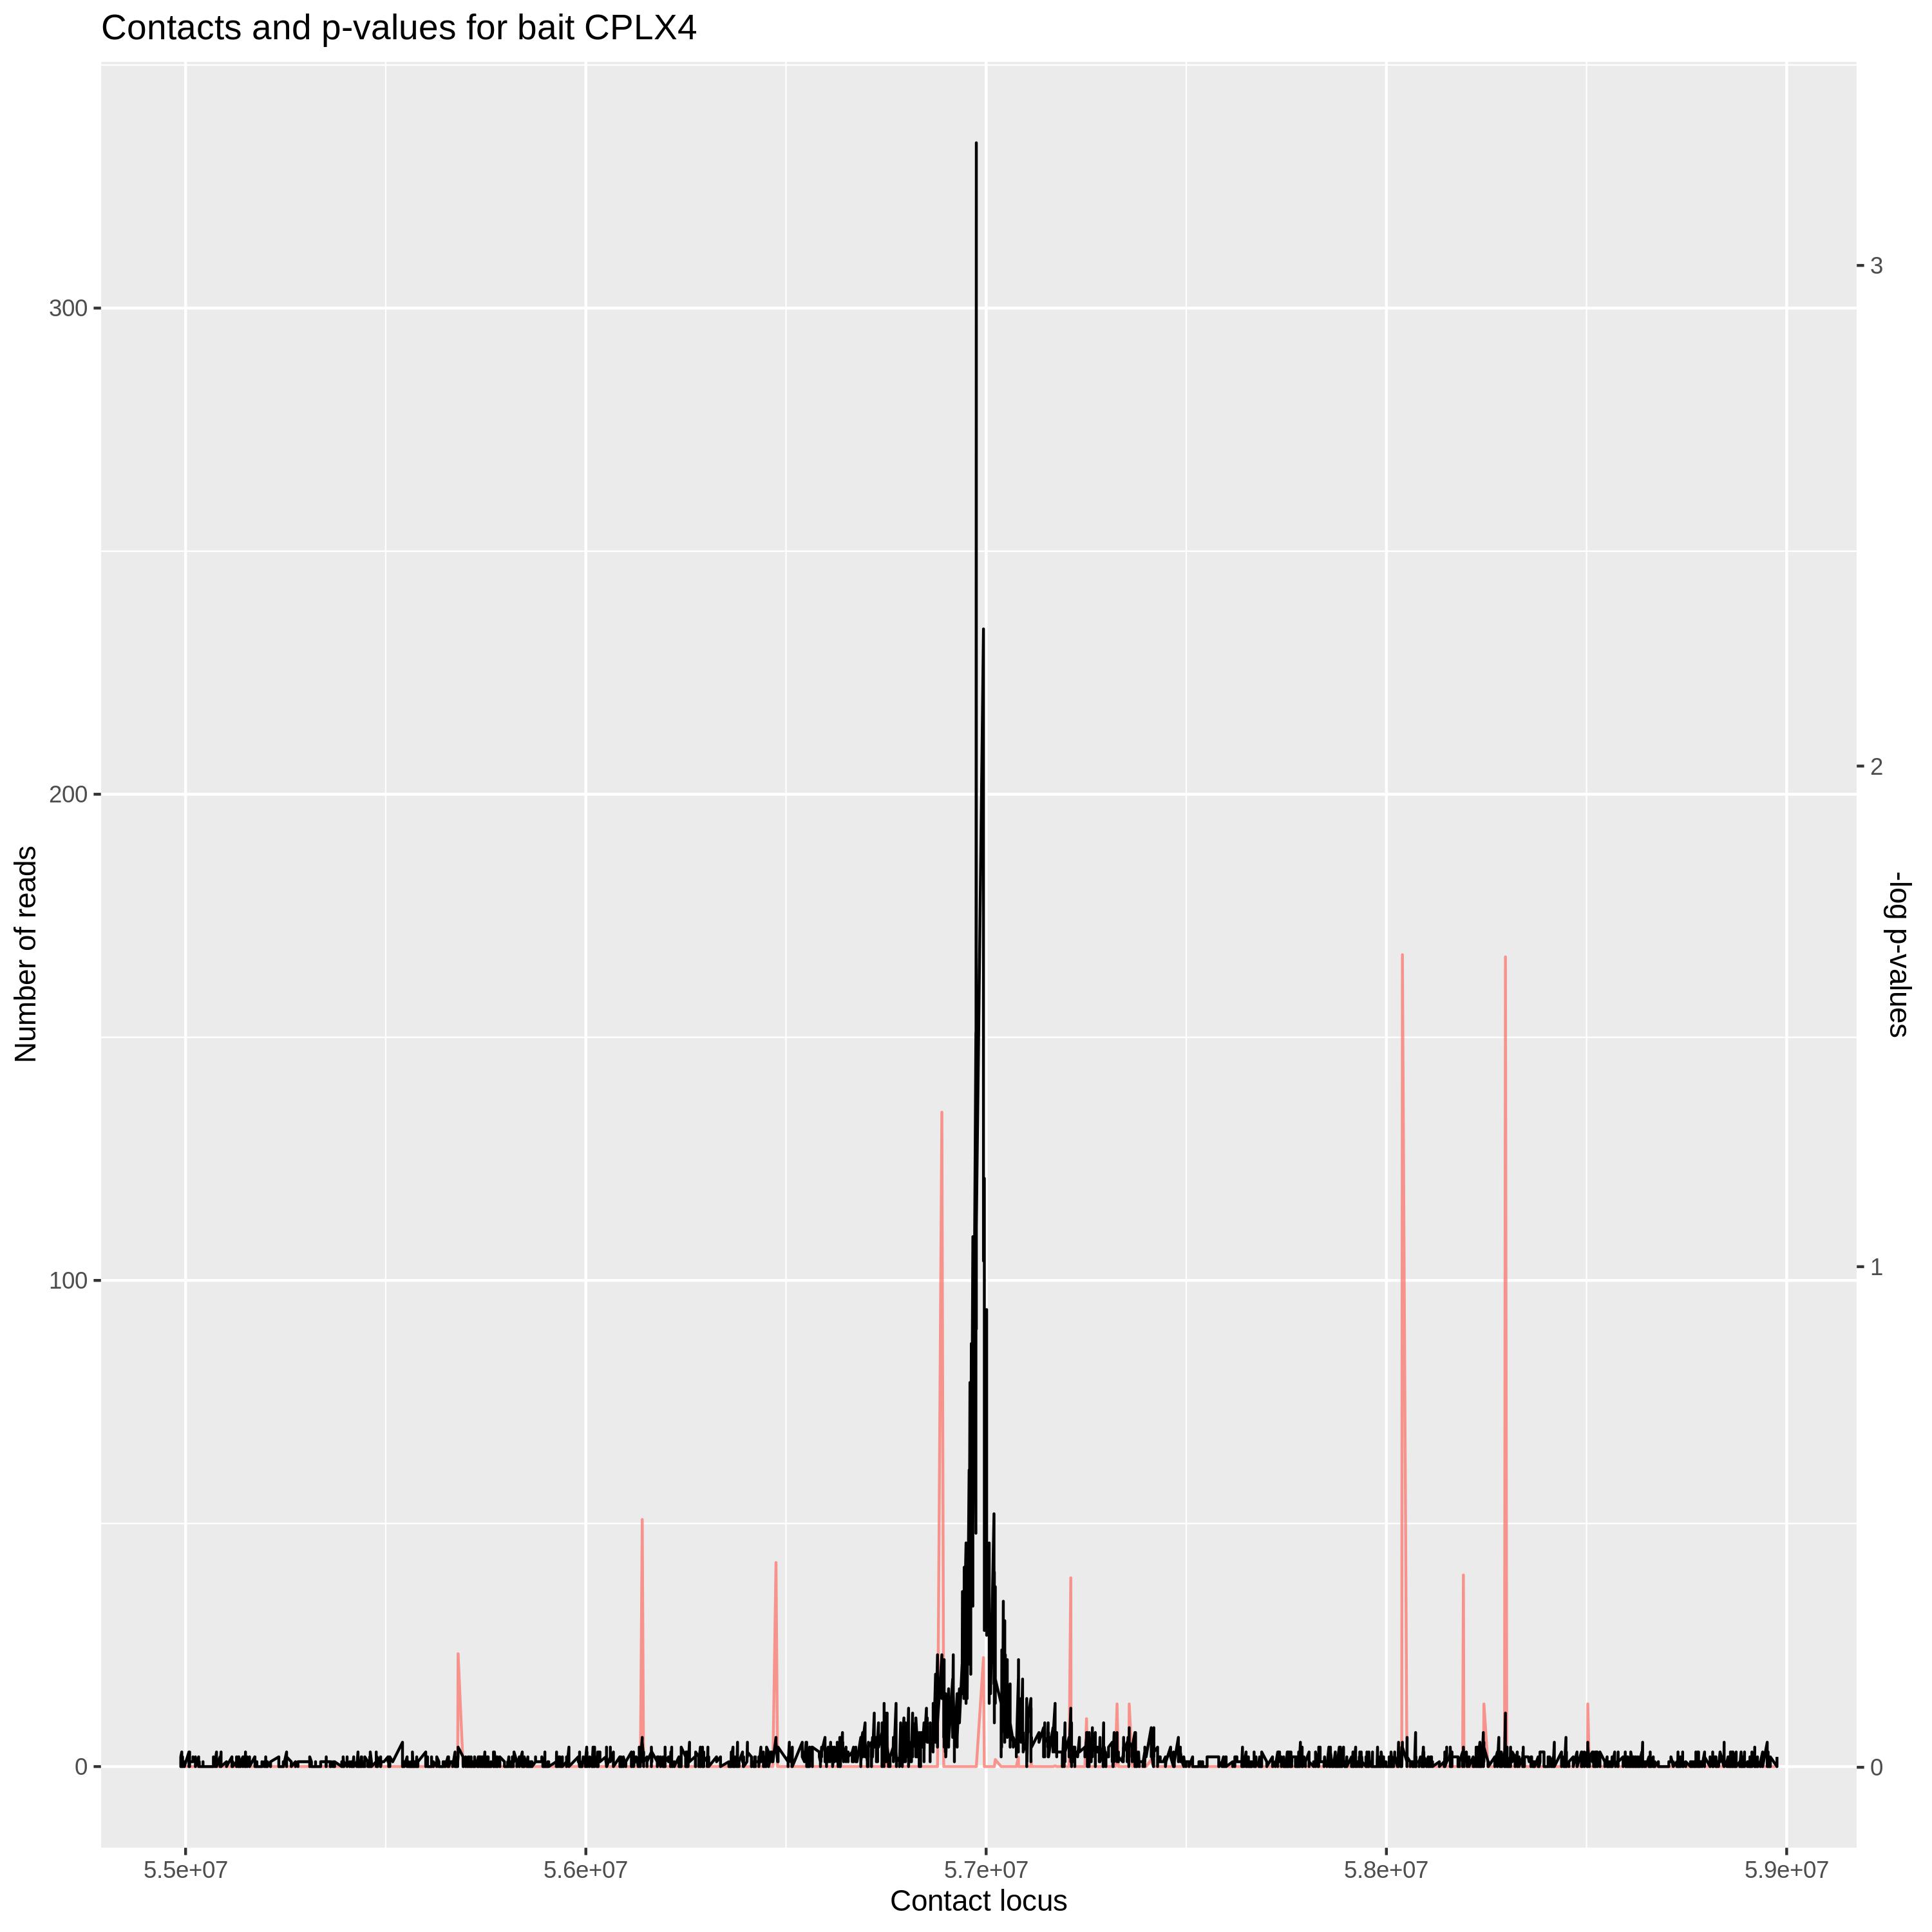 Contacts and p-values for bait CPLX4
300
200
100
0
Number of reads
3
2
1
0
-log p-values
5.5e+07 5.6e+07 5.7e+07 5.8e+07 5.9e+07
Contact locus